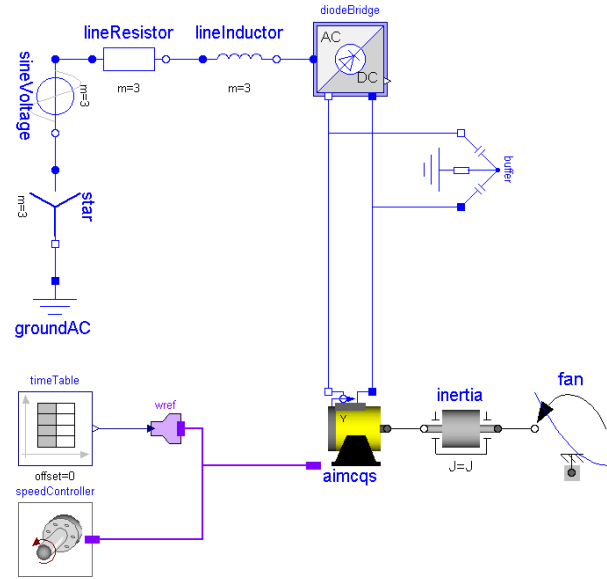 diodeBridge
lineResistor
lineInductor
AC
DC
sineVoltage
m=3
m=3
m=3
buffer
star
m=3
groundAC
timeTable
wref
inertia
fan
Y
offset=0
J=J
aimcqs
speedController